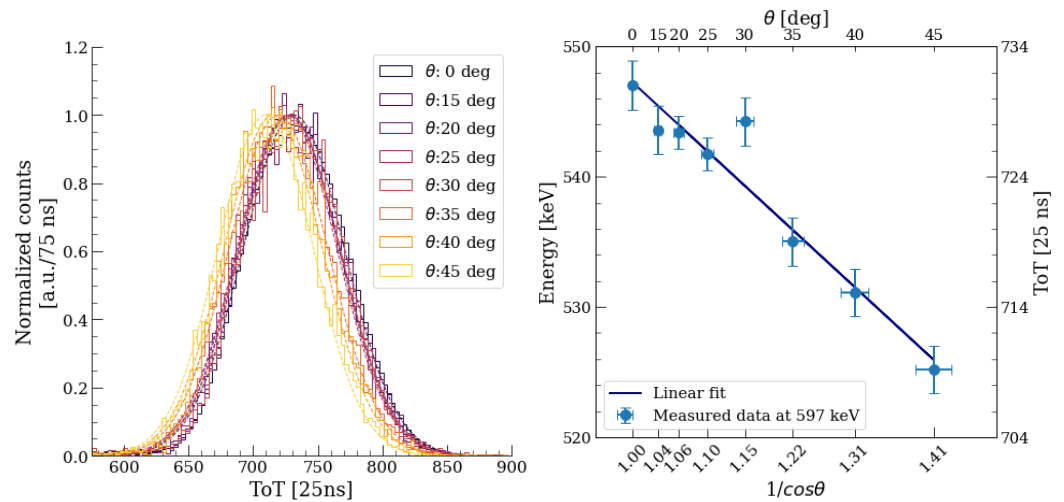 1.2
1.0
0.8
0.6
0.4
0.2
0.0
Normalized counts
[a.u./75 ns]
600 650 700 750 800 850 900
ToT [25ns]
θ: 0 deg
θ:15 deg
θ:20 deg
θ:25 deg
θ:30 deg
θ:35 deg
θ:40 deg
θ:45 deg
θ [deg]
0 15 20 25 30 35 40 45
550
540
530
520
Energy [keV]
734
724
714
704
ToT [25 ns]
Linear fit
Measured data at 597 keV
1.00 1.04 1.06 1.10 1.15 1.22 1.31 1.41
1/cosθ